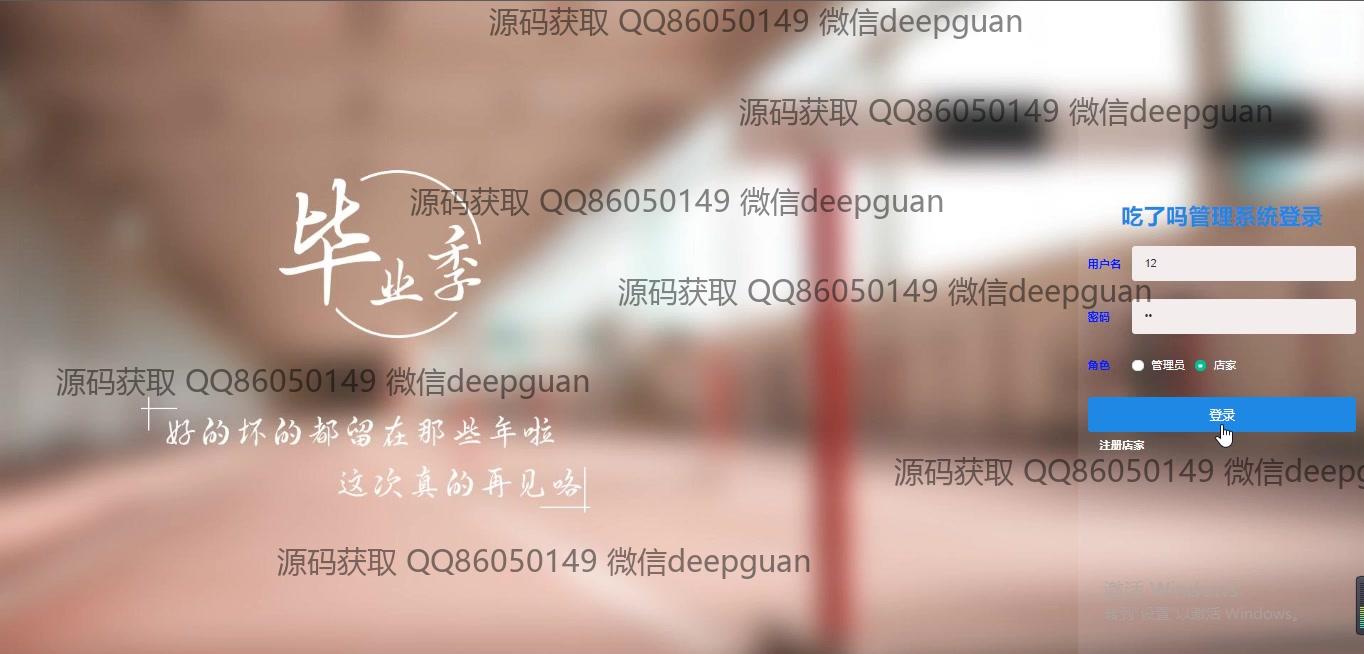 源码获取 QQ86050149 微信deepguan
源码获取 QQ86050149 微信deepguan
源码获取 QQ86050149 微信deepguan
毕业季
吃了吗管理系统登录
用户名 12
源码获取 QQ86050149 微信deepguan
密码 ••
角色 管理员 店家
源码获取 QQ86050149 微信deepguan
登录
好的坏的都留在那些年啦
注册店家
源码获取 QQ86050149 微信deepg
这次真的再见咯
源码获取 QQ86050149 微信deepguan
激活 Windows
转到"设置"以激活 Windows。